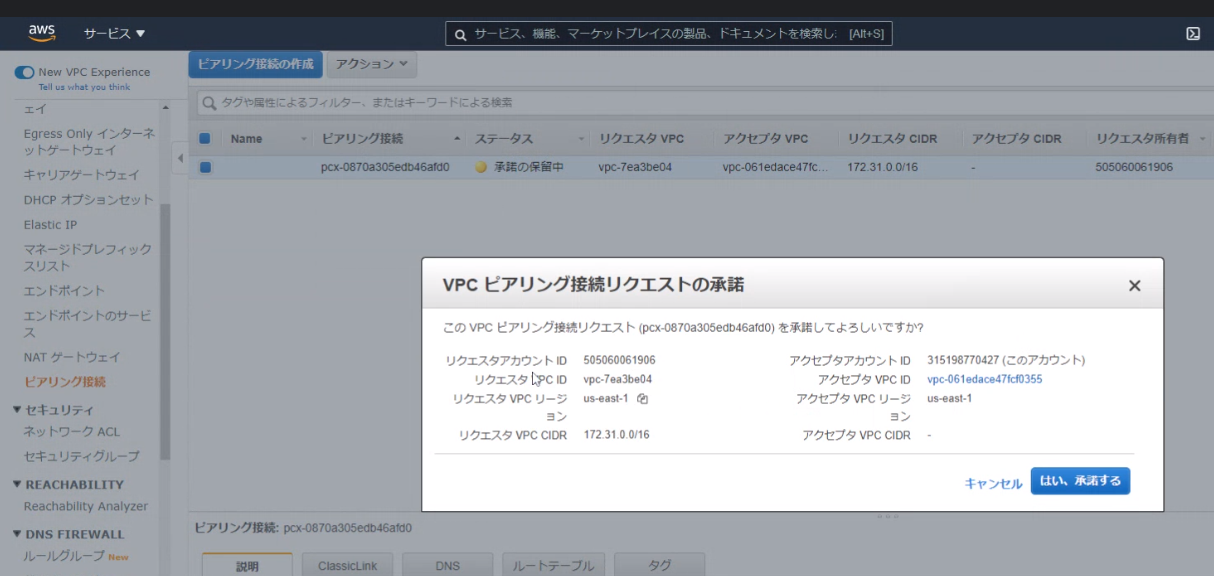 aws
サービス ▼
サービス、機能、マーケットプレイスの製品、ドキュメントを検索し [Alt+S]
New VPC Experience
Tell us what you think
ェイ
Egress Only インターネ
ットゲートウェイ
キャリアゲートウェイ
DHCP オプションセット
Elastic IP
マネージドプレフィック
スリスト
エンドポイント
エンドポイントのサービ
ス
NAT ゲートウェイ
ピアリング接続
▼ セキュリティ
ネットワーク ACL
セキュリティグループ
▼ REACHABILITY
Reachability Analyzer
▼ DNS FIREWALL
ルールグループ New
ピアリング接続の作成 アクション
タグや属性によるフィルター、またはキーワードによる検索
Name ピアリング接続 ステータス リクエスタ VPC アクセプタ VPC リクエスタ CIDR アクセプタ CIDR リクエスタ所有者
pcx-0870a305edb46afd0 承諾の保留中 vpc-7ea3be04 vpc-061edace47fc... 172.31.0.0/16 - 505060061906
VPC ピアリング接続リクエストの承諾
この VPC ピアリング接続リクエスト (pcx-0870a305edb46afd0) を承諾してよろしいですか?
リクエスタアカウント ID 505060061906
リクエスタ VPC ID vpc-7ea3be04
リクエスタ VPC リージ us-east-1
ョン
リクエスタ VPC CIDR 172.31.0.0/16
アクセプタアカウント ID 315198770427 (このアカウント)
アクセプタ VPC ID vpc-061edace47fcf0355
アクセプタ VPC リージ us-east-1
ョン
アクセプタ VPC CIDR -
キャンセル はい、承諾する
ピアリング接続: pcx-0870a305edb46afd0
説明 ClassicLink DNS ルートテーブル タグ